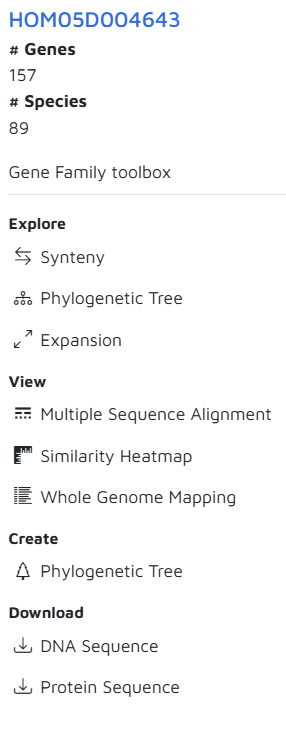 HOM05D004643
# Genes
157
# Species
89
Gene Family toolbox
Explore
Synteny
Phylogenetic Tree
Expansion
View
Multiple Sequence Alignment
Similarity Heatmap
Whole Genome Mapping
Create
Phylogenetic Tree
Download
DNA Sequence
Protein Sequence